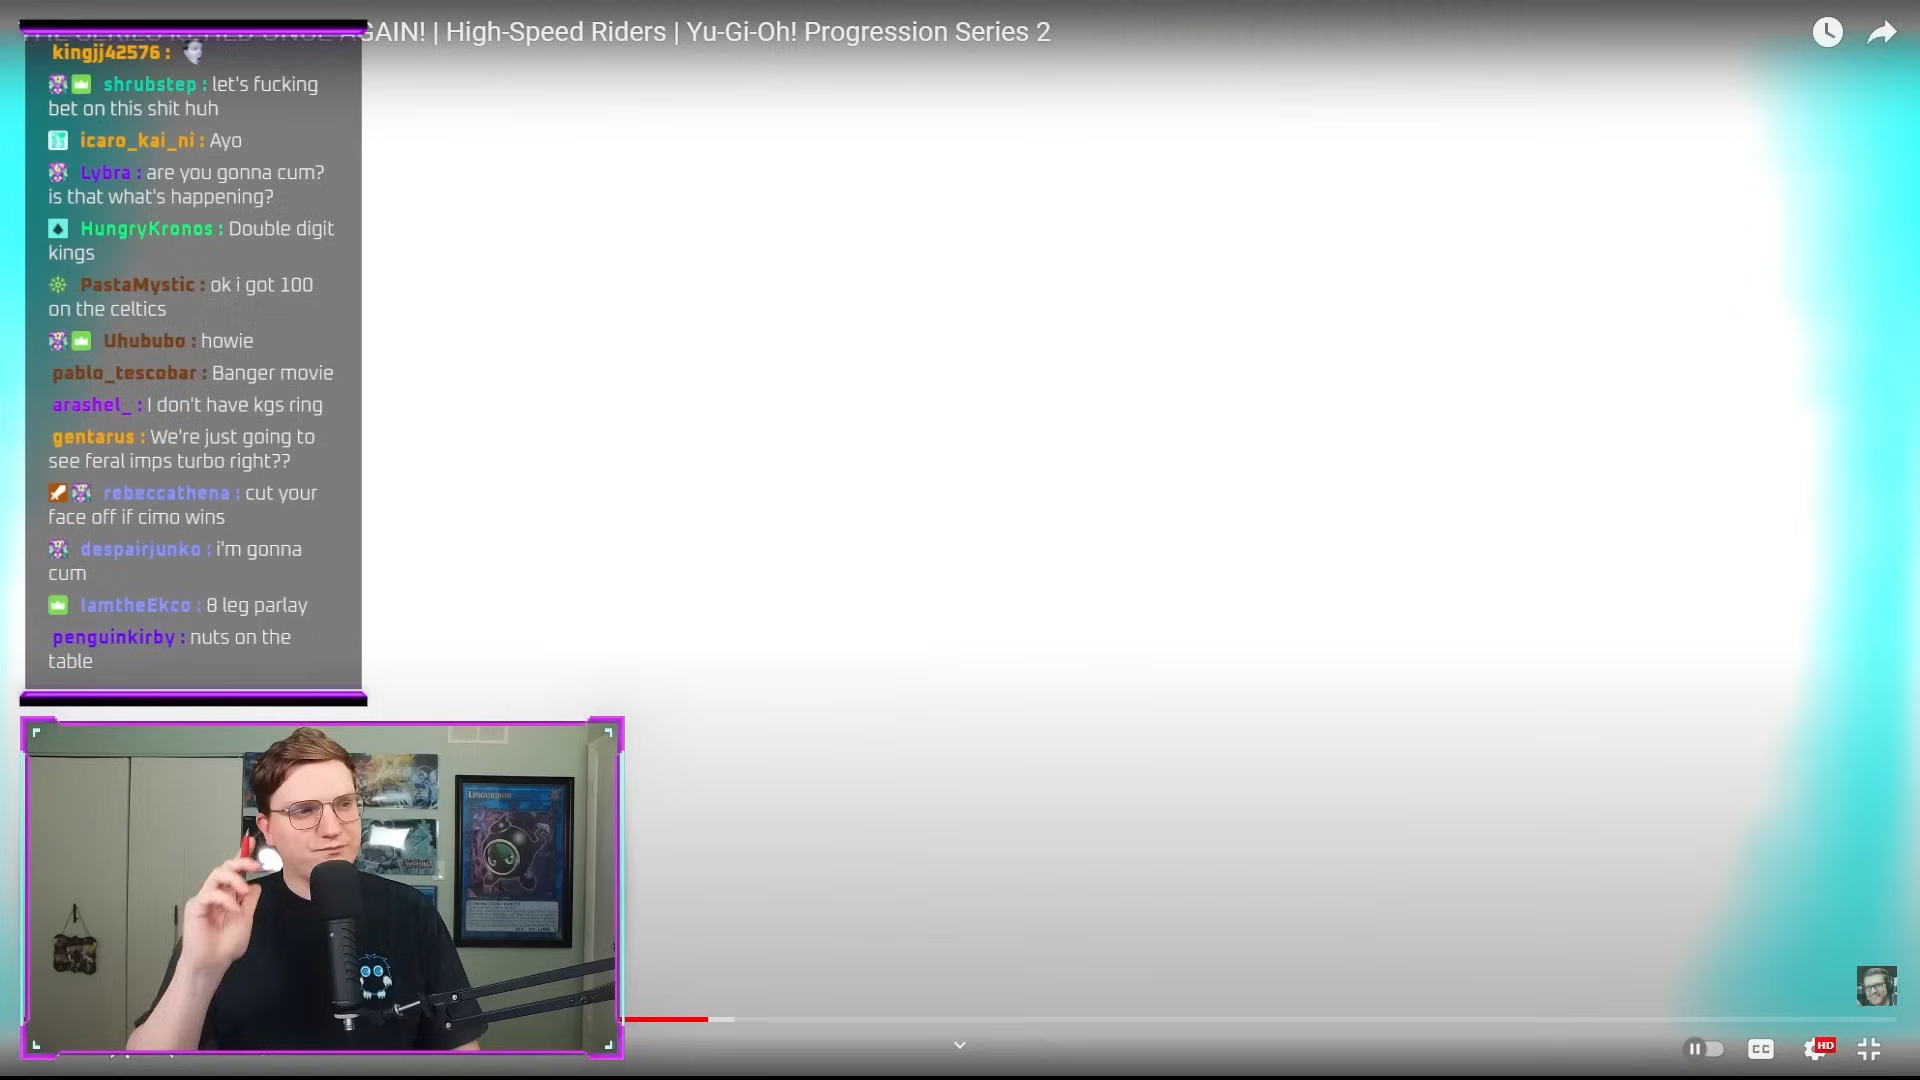 AGAIN! | High-Speed Riders | Yu-Gi-Oh! Progression Series 2
kingjj42576 :
shrubstep : let's fucking
bet on this shit huh
icaro_kai_ni : Ayo
Lybra : are you gonna cum?
is that what's happening?
HungryKronos : Double digit
kings
PastaMystic : ok i got 100
on the celtics
Uhububo : howie
pablo_tescobar : Banger movie
arashel_ : I don't have kgs ring
gentarus : We're just going to
see feral imps turbo right??
rebeccathena : cut your
face off if cimo wins
despairjunko : i'm gonna
cum
IamtheEkco : 8 leg parlay
penguinkirby : nuts on the
table
Linguriboh
CC
HD